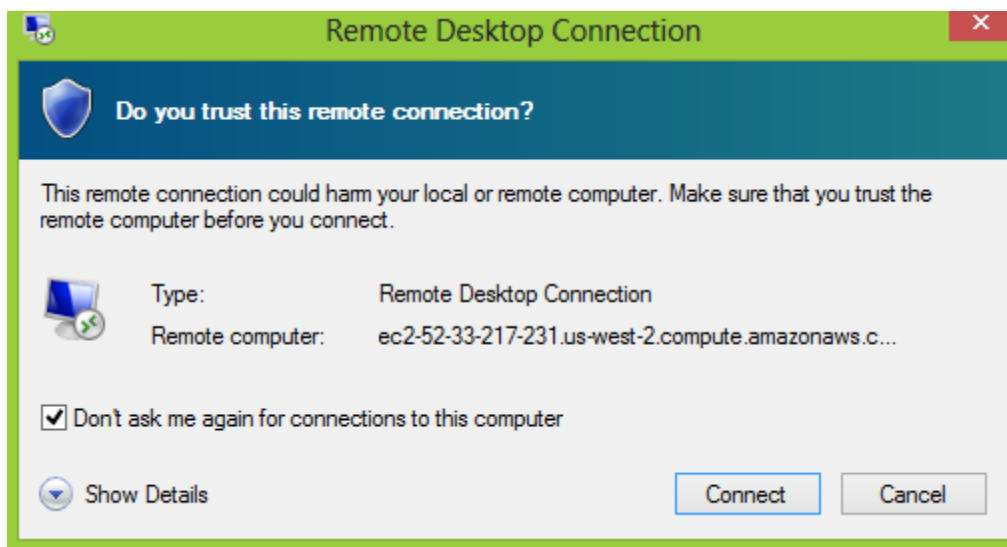 Remote Desktop Connection
Do you trust this remote connection?
This remote connection could harm your local or remote computer. Make sure that you trust the
remote computer before you connect.
Type: Remote Desktop Connection
Remote computer: ec2-52-33-217-231.us-west-2.compute.amazonaws.c...
Don't ask me again for connections to this computer
Show Details Connect Cancel